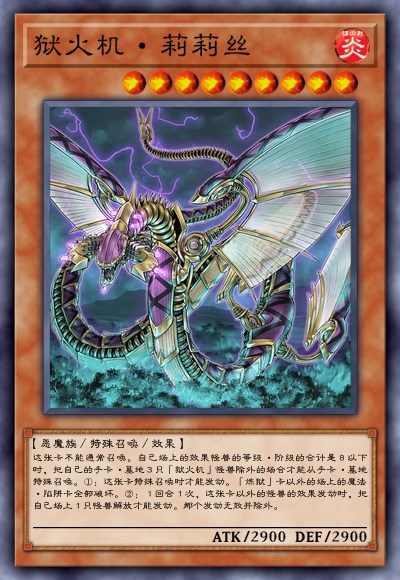 狱火机·莉莉丝
ほのお
炎
【恶魔族／特殊召唤／效果】
这张卡不能通常召唤。自己场上的效果怪兽的等级·阶级的合计是8以下
时，把自己的手卡·墓地3只「狱火机」怪兽除外的场合才能从手卡·墓地
特殊召唤。①：这张卡特殊召唤时才能发动。「炼狱」卡以外的场上的魔法
·陷阱卡全部破坏。②：1回合1次，这张卡以外的怪兽的效果发动时，把
自己场上1只怪兽解放才能发动。那个发动无效并除外。
ATK/2900 DEF/2900